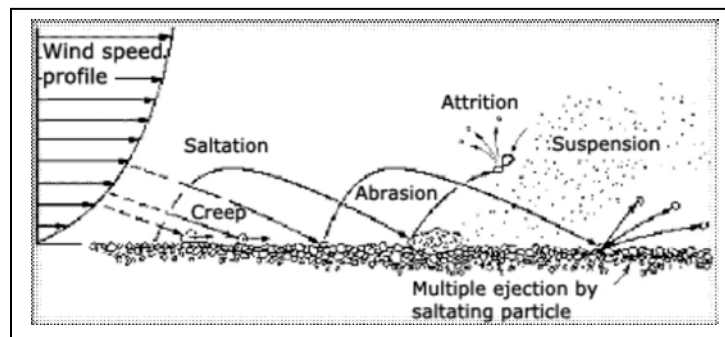 Wind speed
profile
Attrition
Saltation
Suspension
Abrasion
Creep
Multiple ejection by
saltating particle